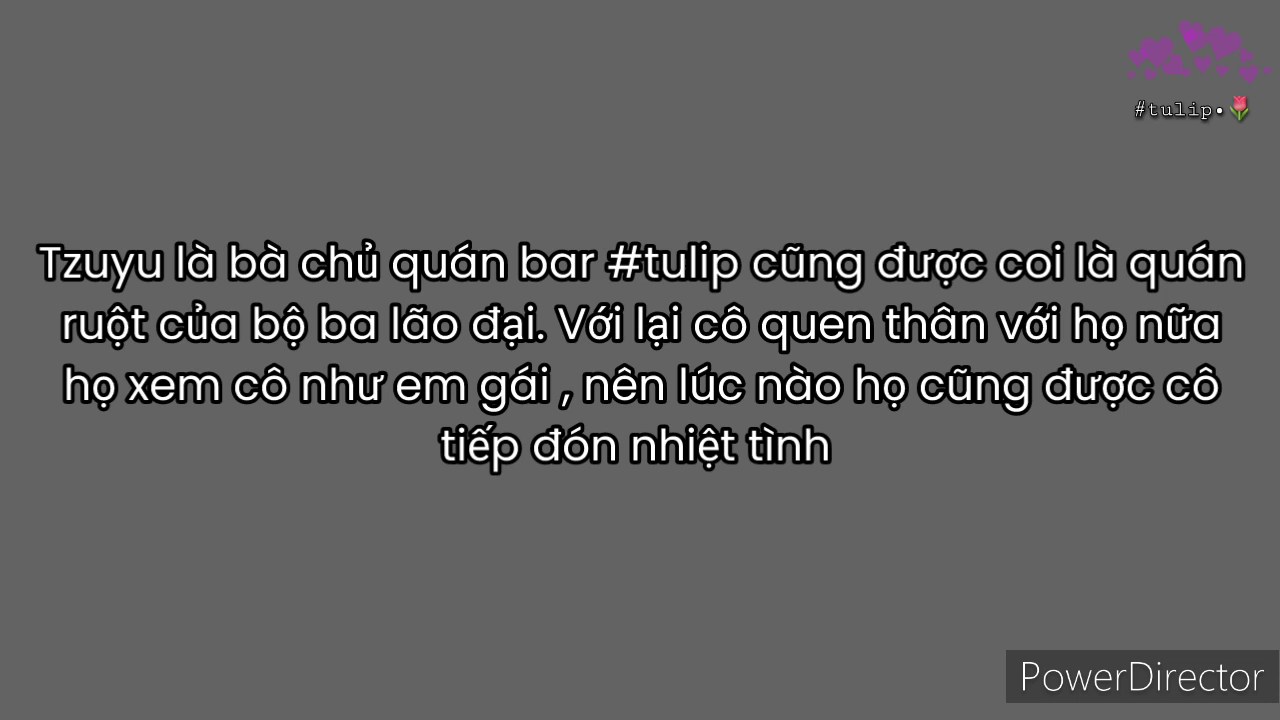 #tulip•🌷
Tzuyu là bà chủ quán bar #tulip cũng được coi là quán
ruột của bộ ba lão đại. Với lại cô quen thân với họ nữa
họ xem cô như em gái , nên lúc nào họ cũng được cô
tiếp đón nhiệt tình
PowerDirector